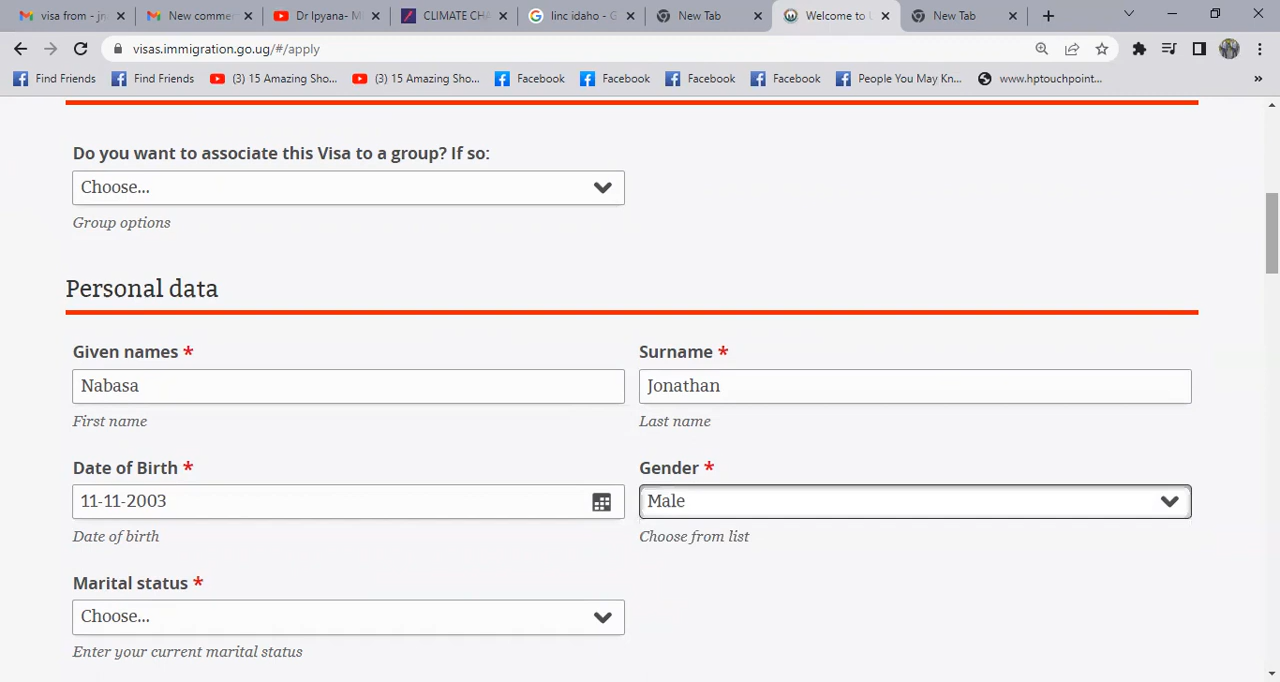 visa from - jn
New comme
Dr Ipyana- M
CLIMATE CH
linc idaho - G
New Tab
Welcome to U
New Tab
visas.immigration.go.ug/#/apply
Find Friends
Find Friends
(3) 15 Amazing Sho...
(3) 15 Amazing Sho...
Facebook
Facebook
Facebook
Facebook
People You May Kn...
www.hptouchpoint...
»
Do you want to associate this Visa to a group? If so:
Choose...
Group options
Personal data
Given names *
Surname *
Nabasa
Jonathan
First name
Last name
Date of Birth *
Gender *
11-11-2003
Male
Date of birth
Choose from list
Marital status *
Choose...
Enter your current marital status